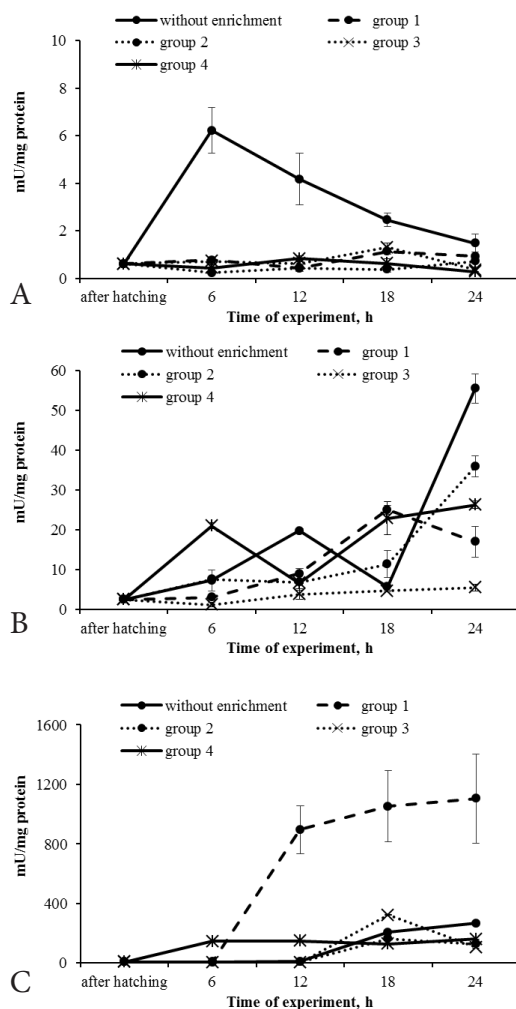 without enrichment group 1
group 2 group 3
group 4
10
8
6
4
2
0
mU/mg protein
after hatching 6 12 18 24
Time of experiment, h
A
without enrichment group 1
group 2 group 3
group 4
60
50
40
30
20
10
0
mU/mg protein
after hatching 6 12 18 24
Time of experiment, h
B
without enrichment group 1
group 2 group 3
group 4
1600
1200
800
400
0
mU/mg protein
after hatching 6 12 18 24
Time of experiment, h
C